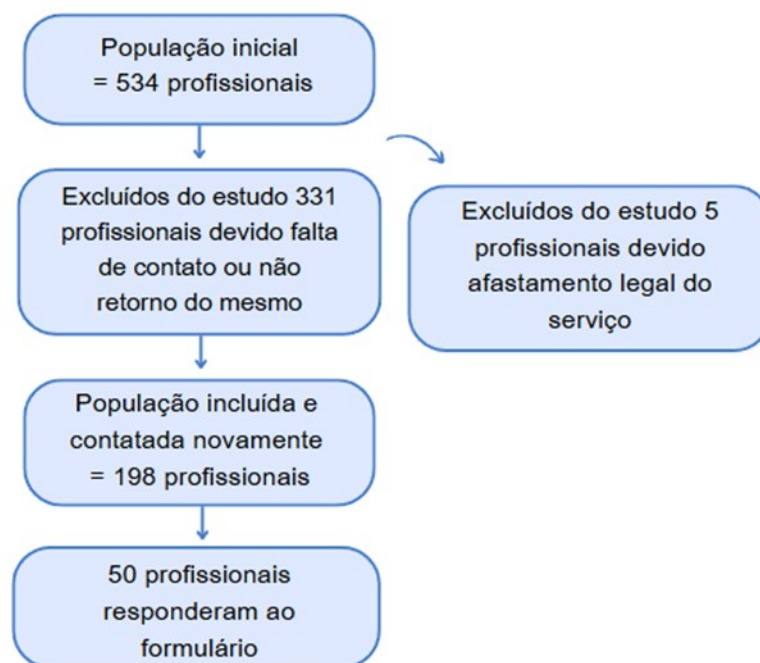 População inicial
= 534 profissionais
Excluídos do estudo 331
profissionais devido falta
de contato ou não
retorno do mesmo
Excluídos do estudo 5
profissionais devido
afastamento legal do
serviço
População incluída e
contatada novamente
= 198 profissionais
50 profissionais
responderam ao
formulário